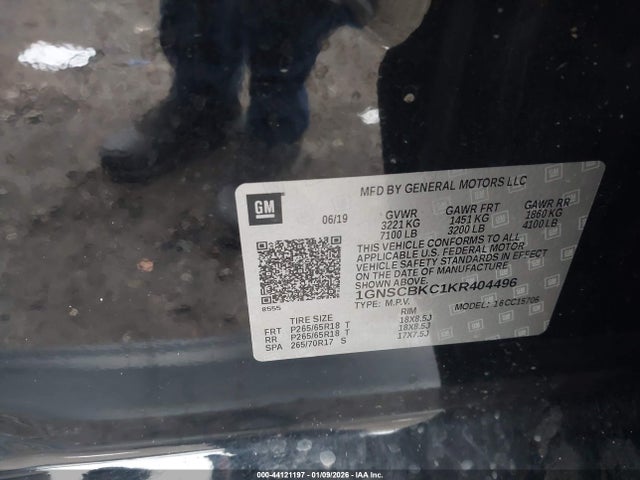 MFD BY GENERAL MOTORS LLC
GM
06/19 GVWR GAWR FRT GAWR RR
3221 KG 1451 KG 1860 KG
7100 LB 3200 LB 4100 LB
THIS VEHICLE CONFORMS TO ALL
APPLICABLE U.S. FEDERAL MOTOR
VEHICLE SAFETY STANDARDS IN EFFECT
ON THE DATE OF MANUFACTURE
SHOWN ABOVE.
1GNSCBKC1KR404496
TYPE: M.P.V. MODEL: 16CC15706
8555
TIRE SIZE RIM
FRT P265/65R18 T 18X8.5J
RR P265/65R18 T 18X8.5J
SPA 265/70R17 S 17X7.5J
000-44121197 - 01/09/2026 - IAA Inc.